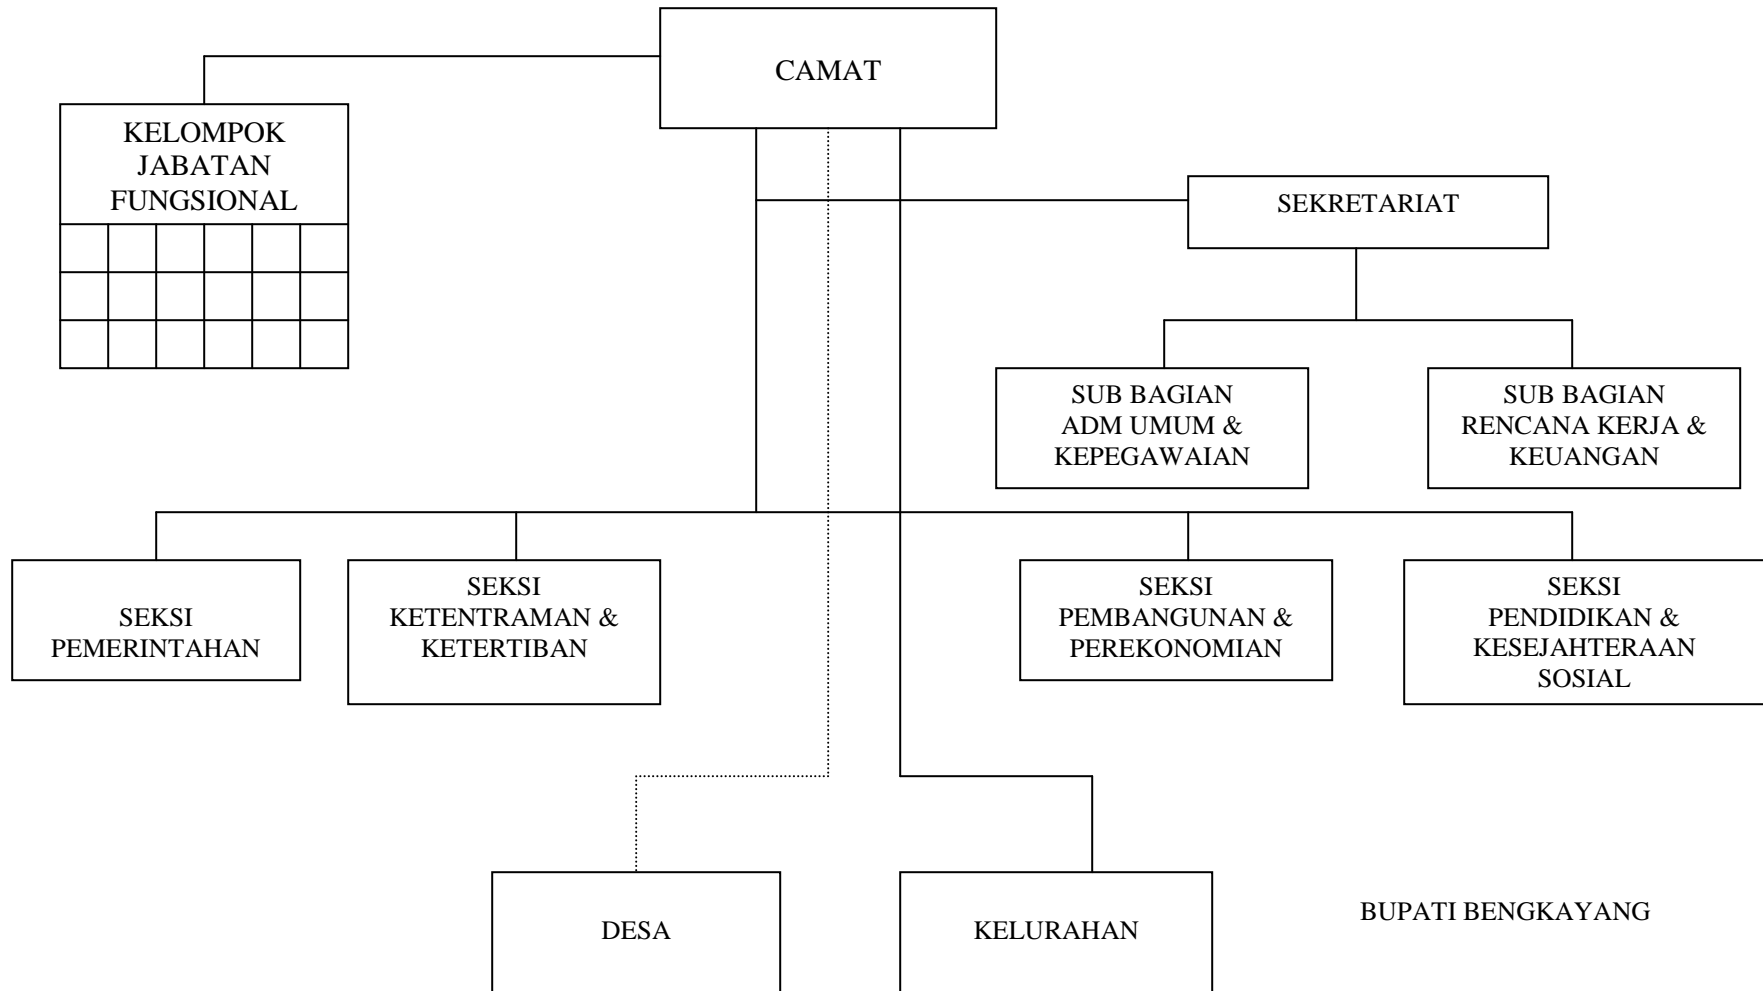 CAMAT
KELOMPOK
JABATAN
FUNGSIONAL
SEKRETARIAT
SUB BAGIAN
ADM UMUM &
KEPEGAWAIAN
SUB BAGIAN
RENCANA KERJA &
KEUANGAN
SEKSI
PEMERINTAHAN
SEKSI
KETENTRAMAN &
KETERTIBAN
SEKSI
PEMBANGUNAN &
PEREKONOMIAN
SEKSI
PENDIDIKAN &
KESEJAHTERAAN
SOSIAL
DESA
KELURAHAN
BUPATI BENGKAYANG